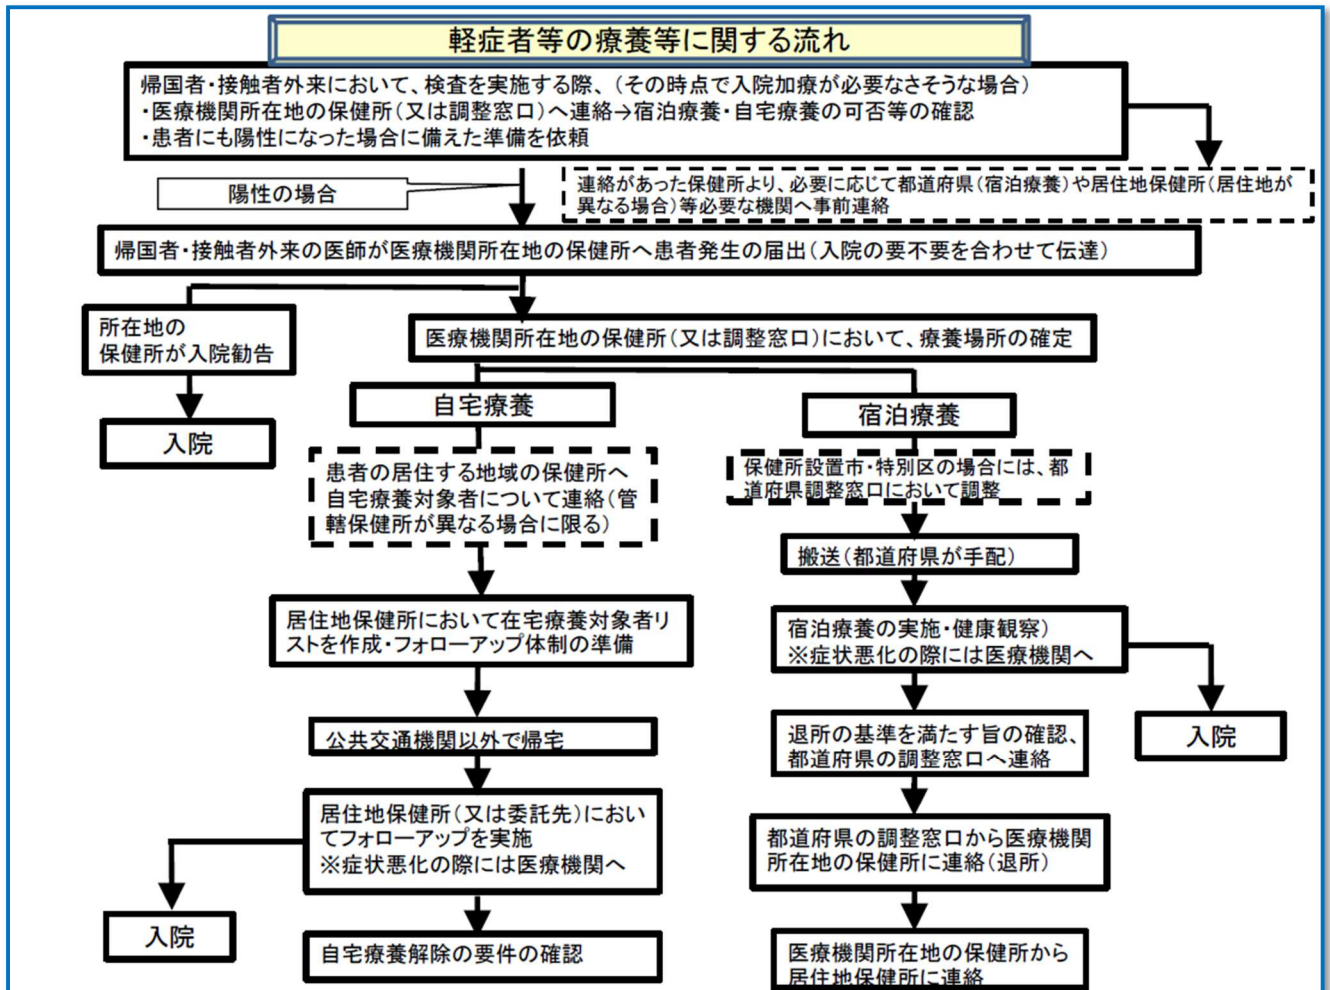 軽症者等の療養等に関する流れ
帰国者・接触者外来において、検査を実施する際、(その時点で入院加療が必要なさそうな場合)
・医療機関所在地の保健所(又は調整窓口)へ連絡→宿泊療養・自宅療養の可否等の確認
・患者にも陽性になった場合に備えた準備を依頼
陽性の場合
連絡があった保健所より、必要に応じて都道府県(宿泊療養)や居住地保健所(居住地が
異なる場合)等必要な機関へ事前連絡
帰国者・接触者外来の医師が医療機関所在地の保健所へ患者発生の届出(入院の要不要を合わせて伝達)
所在地の
保健所が入院勧告
入院
医療機関所在地の保健所(又は調整窓口)において、療養場所の確定
自宅療養
患者の居住する地域の保健所へ
自宅療養対象者について連絡(管
轄保健所が異なる場合に限る)
居住地保健所において在宅療養対象者リ
ストを作成・フォローアップ体制の準備
公共交通機関以外で帰宅
居住地保健所(又は委託先)におい
てフォローアップを実施
※症状悪化の際には医療機関へ
入院
自宅療養解除の要件の確認
宿泊療養
保健所設置市・特別区の場合には、都
道府県調整窓口において調整
搬送(都道府県が手配)
宿泊療養の実施・健康観察)
※症状悪化の際には医療機関へ
入院
退所の基準を満たす旨の確認、
都道府県の調整窓口へ連絡
都道府県の調整窓口から医療機関
所在地の保健所に連絡(退所)
医療機関所在地の保健所から
居住地保健所に連絡